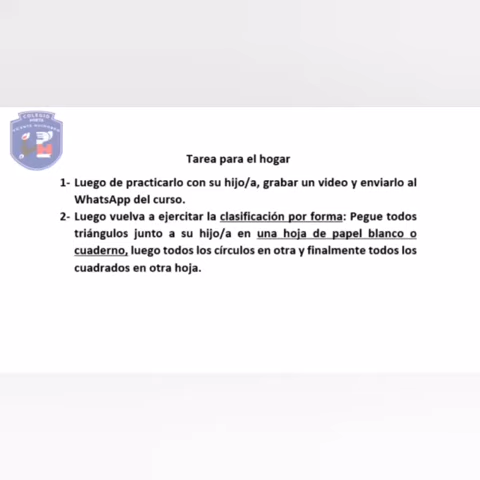 COLEGIO
Tarea para el hogar
1- Luego de practicarlo con su hijo/a, grabar un video y enviarlo al
WhatsApp del curso.
2- Luego vuelva a ejercitar la clasificación por forma: Pegue todos
triángulos junto a su hijo/a en una hoja de papel blanco o
cuaderno, luego todos los círculos en otra y finalmente todos los
cuadrados en otra hoja.